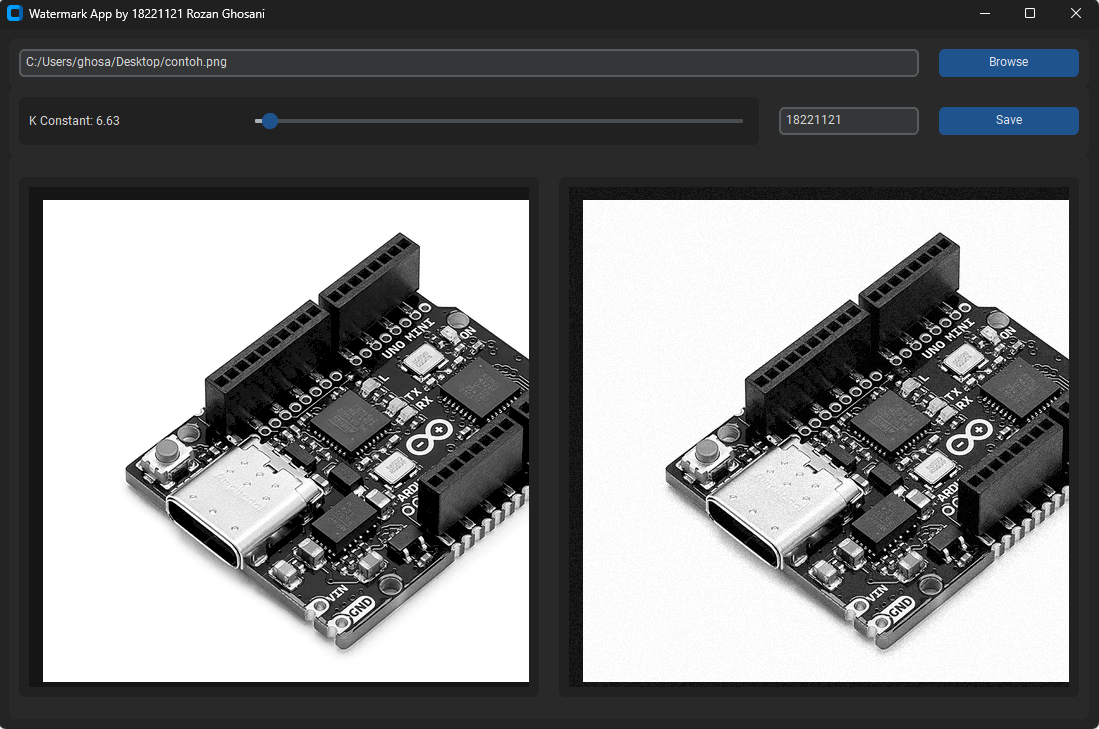 Watermark App by 18221121 Rozan Ghosani
C:/Users/ghosa/Desktop/contoh.png
Browse
K Constant: 6.63
18221121
Save
UNO MINI
ON
L
TX
RX
VIN
GND
UNO MINI
ON
L
TX
RX
VIN
GND